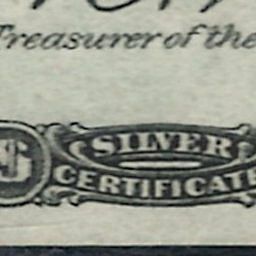 Treasurer of the
SILVER
CERTIFICATE